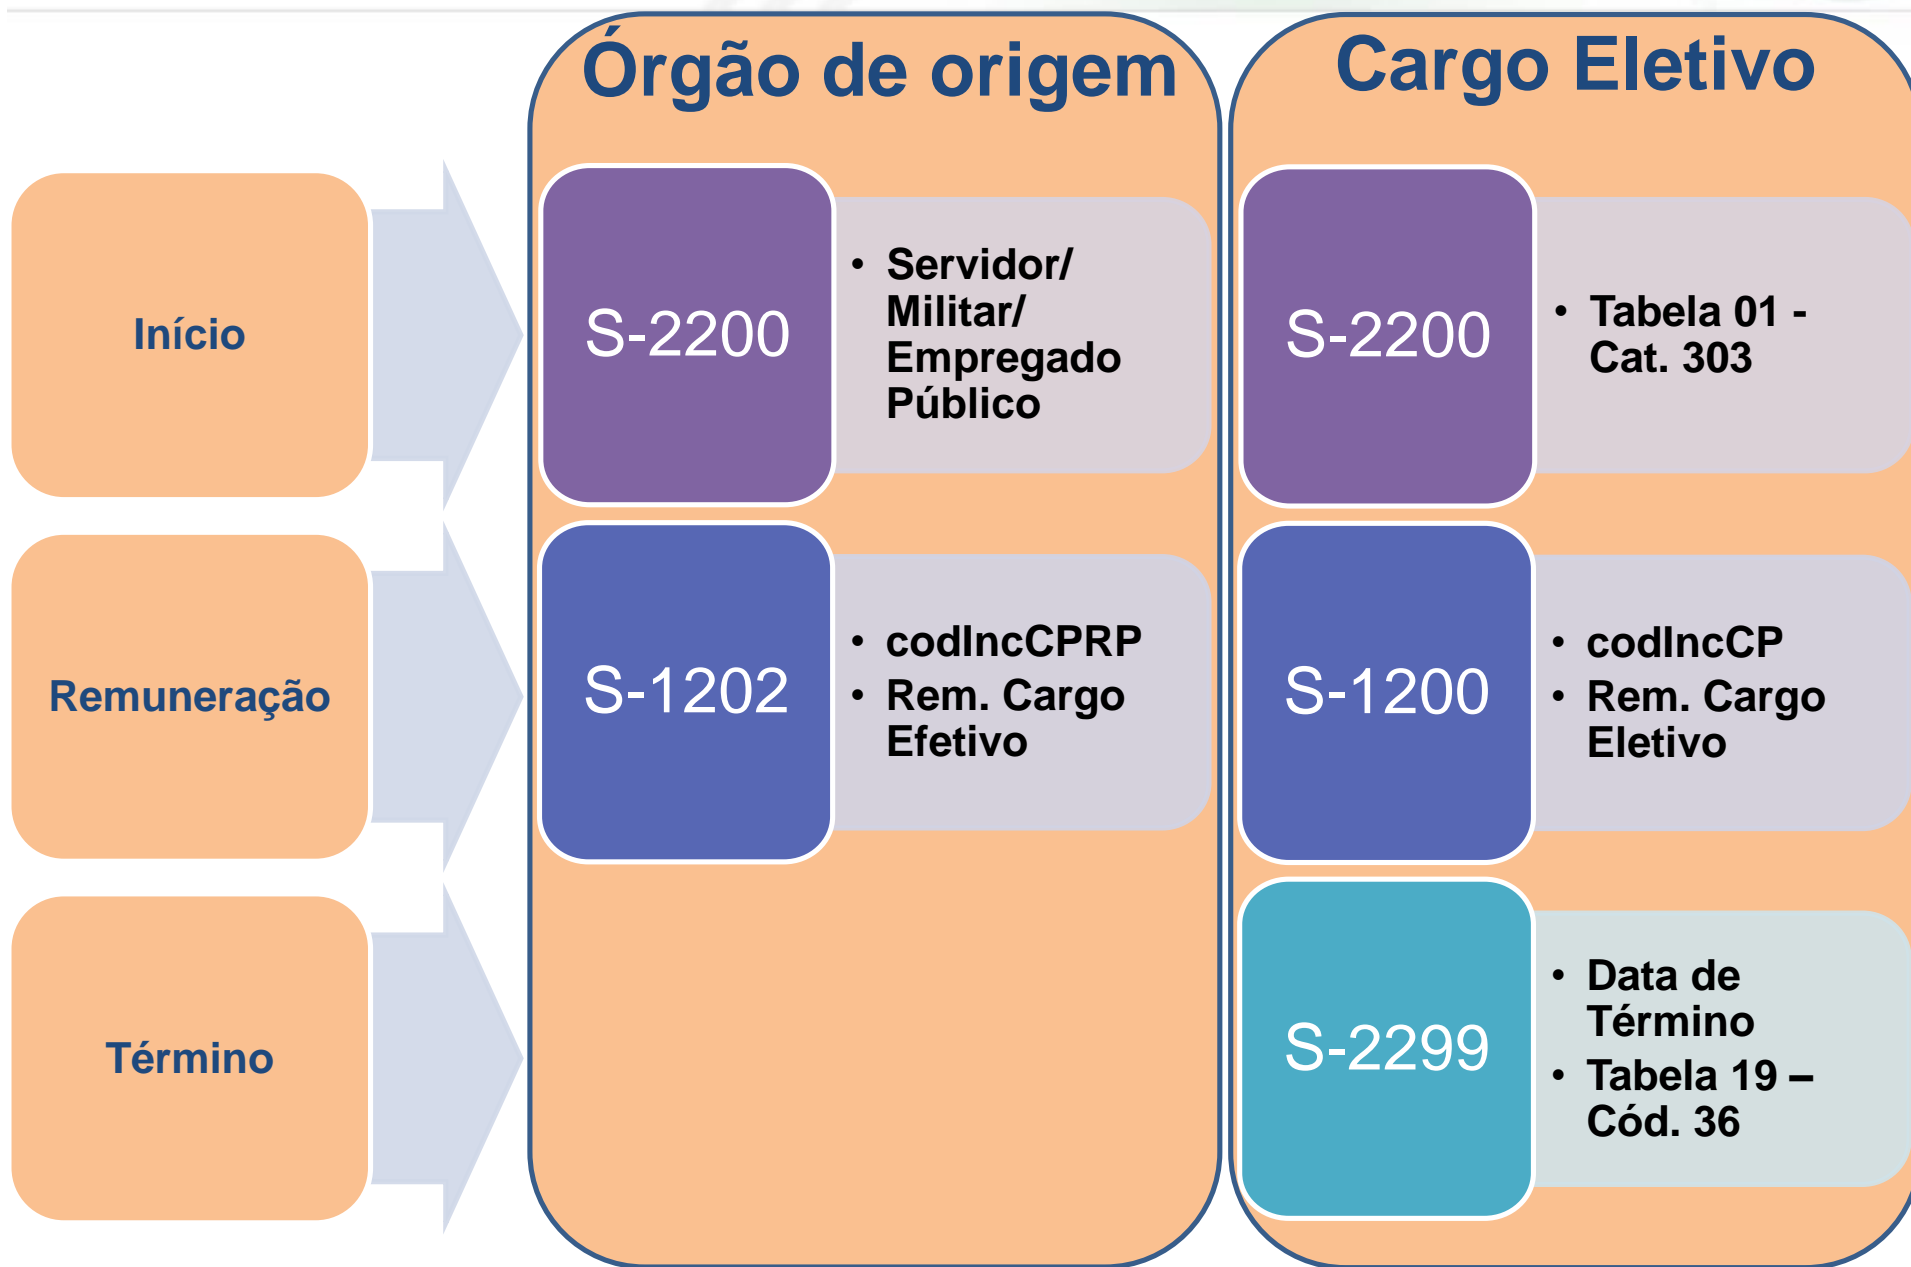 Órgão de origem
Cargo Eletivo
Início
S-2200
• Servidor/
Militar/
Empregado
Público
S-2200
• Tabela 01 -
Cat. 303
Remuneração
S-1202
• codIncCPRP
• Rem. Cargo
Efetivo
S-1200
• codIncCP
• Rem. Cargo
Eletivo
Término
S-2299
• Data de
Término
• Tabela 19 –
Cód. 36